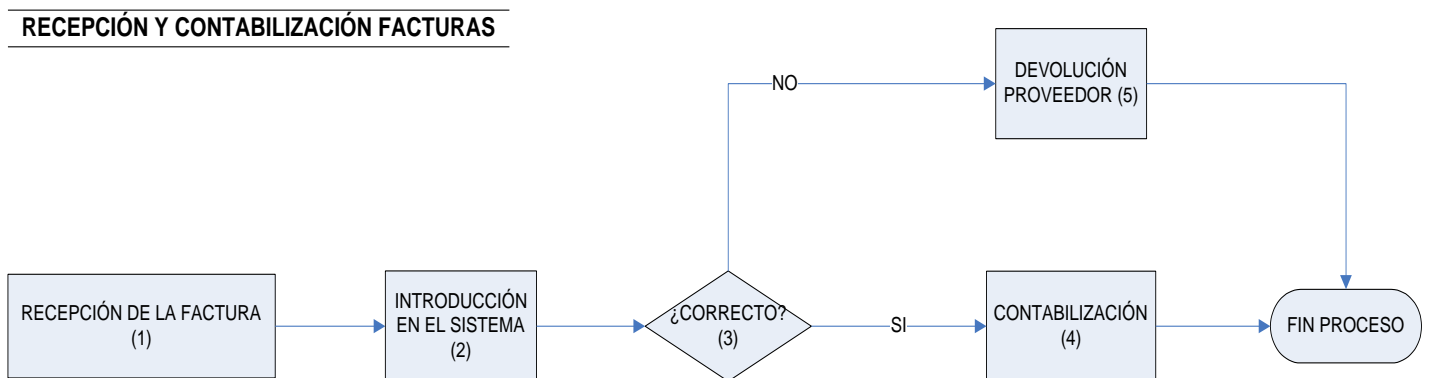 RECEPCIÓN Y CONTABILIZACIÓN FACTURAS
NO
DEVOLUCIÓN
PROVEEDOR (5)
RECEPCIÓN DE LA FACTURA
(1)
INTRODUCCIÓN
EN EL SISTEMA
(2)
¿CORRECTO?
(3)
SI
CONTABILIZACIÓN
(4)
FIN PROCESO